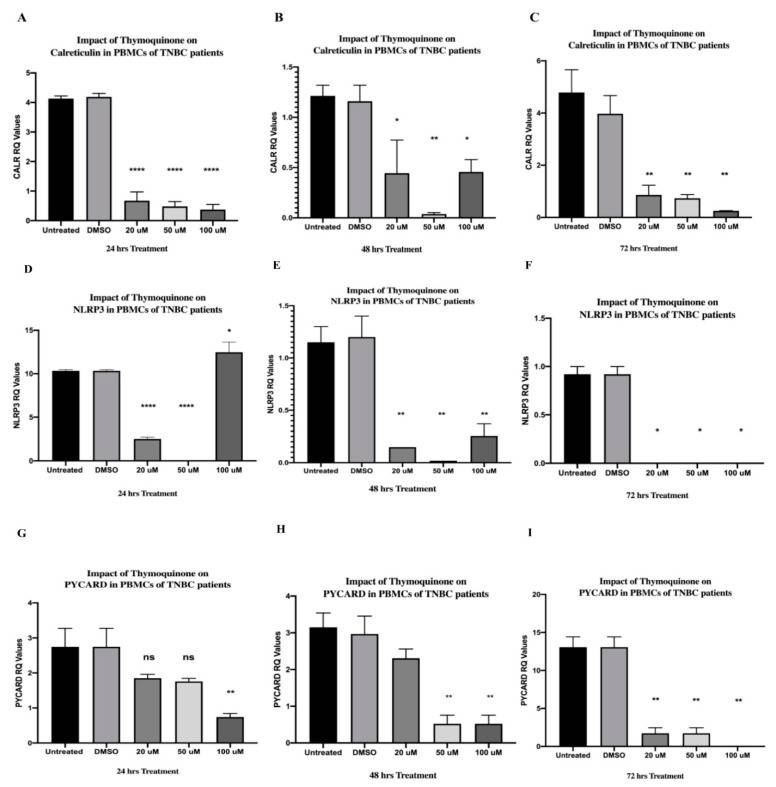 A
Impact of Thymoquinone on
Calreticulin in PBMCs of TNBC patients
CALR RQ Values
5
4
3
2
1
0
****
****
****
Untreated DMSO 20 uM 50 uM 100 uM
24 hrs Treatment
B
Impact of Thymoquinone on
Calreticulin in PBMCs of TNBC patients
CALR RQ Values
1.5
1.0
0.5
0.0
*
**
*
Untreated DMSO 20 uM 50 uM 100 uM
48 hrs Treatment
C
Impact of Thymoquinone on
Calreticulin in PBMCs of TNBC patients
CALR RQ Values
6
4
2
0
**
**
**
Untreated DMSO 20 uM 50 uM 100 uM
72 hrs Treatment
D
Impact of Thymoquinone on
NLRP3 in PBMCs of TNBC patients
NLRP3 RQ Values
15
10
5
0
****
****
*
Untreated DMSO 20 uM 50 uM 100 uM
24 hrs Treatment
E
Impact of Thymoquinone on
NLRP3 in PBMCs of TNBC patients
NLRP3 RQ Values
1.5
1.0
0.5
0.0
**
**
**
Untreated DMSO 20 uM 50 uM 100 uM
48 hrs Treatment
F
Impact of Thymoquinone on
NLRP3 in PBMCs of TNBC patients
NLRP3 RQ Values
1.5
1.0
0.5
0.0
*
*
*
Untreated DMSO 20 uM 50 uM 100 uM
72 hrs Treatment
G
Impact of Thymoquinone on
PYCARD in PBMCs of TNBC patients
PYCARD RQ Values
4
3
2
1
0
ns
ns
**
Untreated DMSO 20 uM 50 uM 100 uM
24 hrs Treatment
H
Impact of Thymoquinone on
PYCARD in PBMCs of TNBC patients
PYCARD RQ Values
4
3
2
1
0
**
**
Untreated DMSO 20 uM 50 uM 100 uM
48 hrs Treatment
I
Impact of Thymoquinone on
PYCARD in PBMCs of TNBC patients
PYCARD RQ Values
20
15
10
5
0
**
**
**
Untreated DMSO 20 uM 50 uM 100 uM
72 hrs Treatment